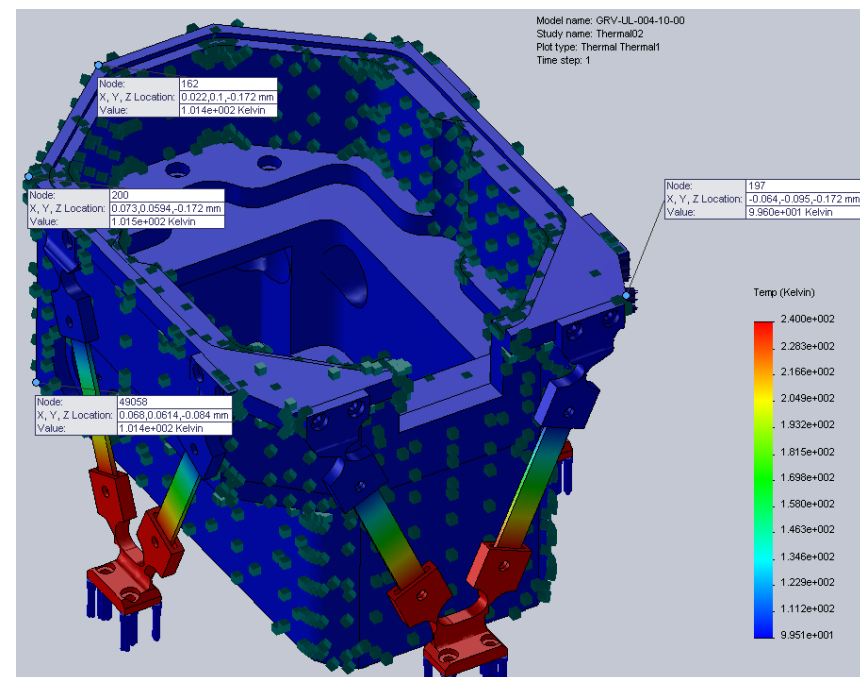 Model name: GRV-UL-004-10-00
Study name: Thermal02
Plot type: Thermal Thermal1
Time step: 1
Node: 162
X, Y, Z Location: 0.022,0.1,-0.172 mm
Value: 1.014e+002 Kelvin
Node: 200
X, Y, Z Location: 0.073,0.0594,-0.172 mm
Value: 1.015e+002 Kelvin
Node: 197
X, Y, Z Location: -0.064,-0.095,-0.172 mm
Value: 9.960e+001 Kelvin
Node: 49058
X, Y, Z Location: 0.068,0.0614,-0.084 mm
Value: 1.014e+002 Kelvin
Temp (Kelvin)
2.400e+002
2.283e+002
2.166e+002
2.049e+002
1.932e+002
1.815e+002
1.698e+002
1.580e+002
1.463e+002
1.346e+002
1.229e+002
1.112e+002
9.951e+001